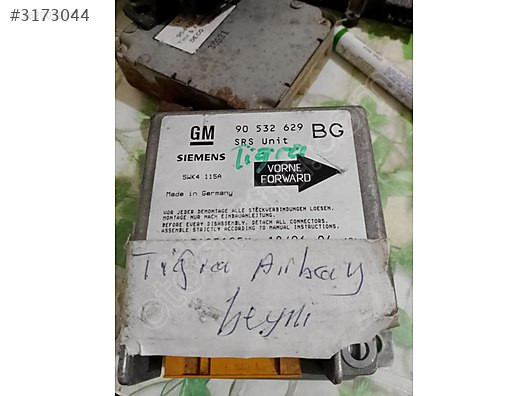 #3173044
GM
90 532 629 BG
SRS Unit
SIEMENS
Tigra
5WK4 115A
VORNE
FORWARD
Made in Germany
VOR JEDER DEMONTAGE ALLE STECKVERBINDUNGEN LOESEN.
MONTAGE NUR NACH EINBAUANLEITUNG.
BEFORE EVERY DISASSEMBLY, DETACH ALL CONNECTORS.
ASSEMBLE STRICTLY ACCORDING TO MANUAL INSTRUCTIONS.
Tigra Airbay
beyni